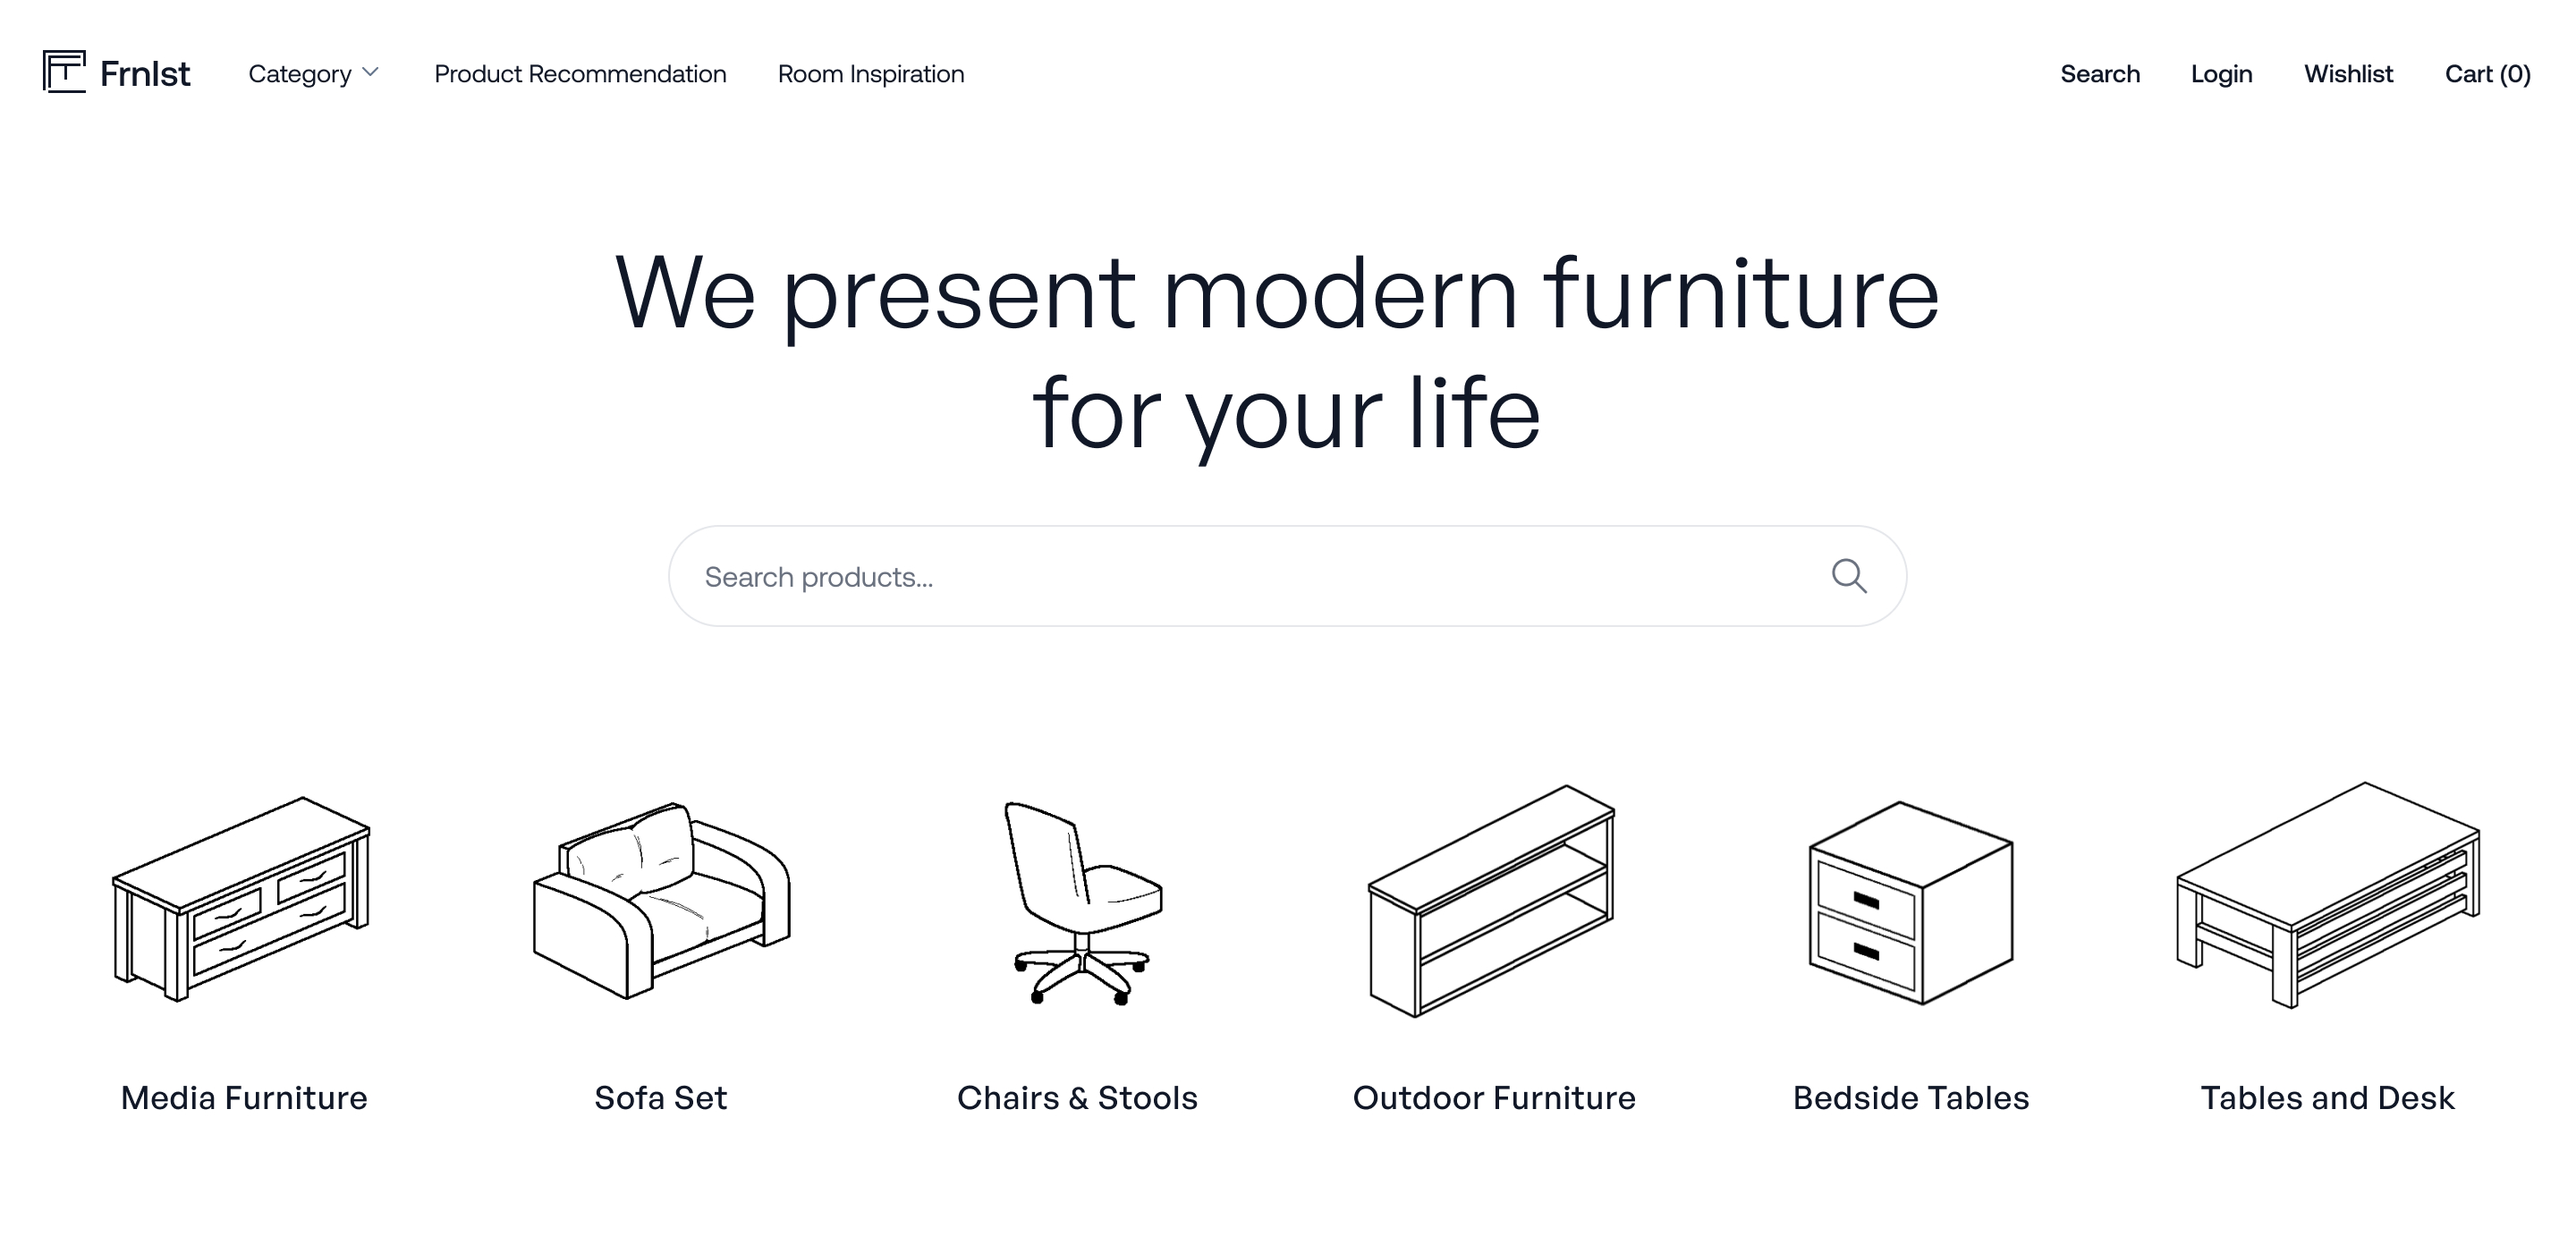 Frnlst
Category
Product Recommendation
Room Inspiration
Search
Login
Wishlist
Cart (0)
We present modern furniture
for your life
Search products...
Media Furniture
Sofa Set
Chairs & Stools
Outdoor Furniture
Bedside Tables
Tables and Desk